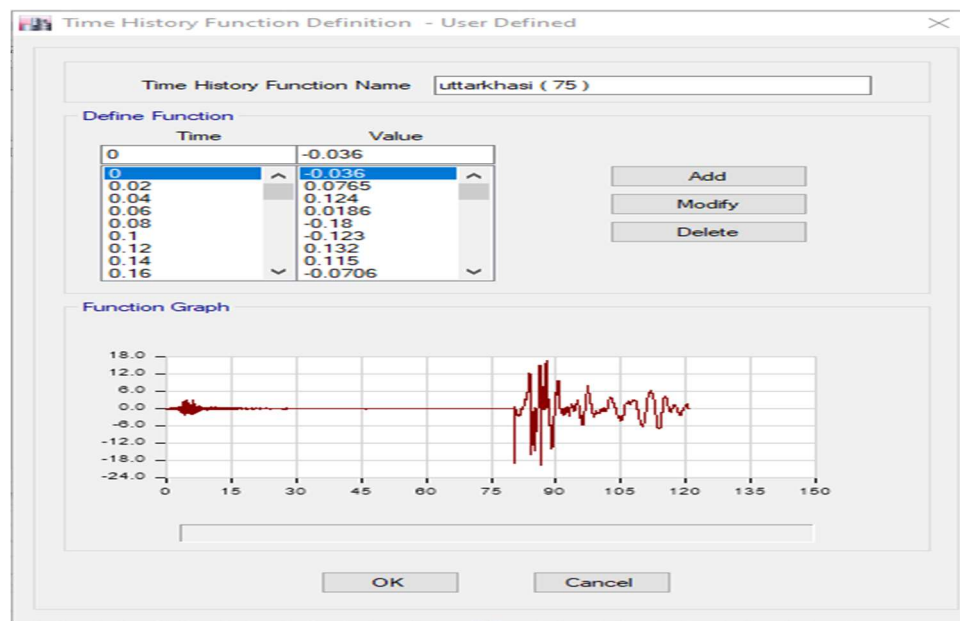 Time History Function Definition - User Defined
Time History Function Name uttarkhasi ( 75 )
Define Function
Time Value
0 -0.036
0 -0.036
0.02 0.0765
0.04 0.124
0.06 0.0186
0.08 -0.18
0.1 -0.123
0.12 0.132
0.14 0.115
0.16 -0.0706
Add
Modify
Delete
Function Graph
18.0
12.0
6.0
0.0
-6.0
-12.0
-18.0
-24.0
0 15 30 45 60 75 90 105 120 135 150
OK Cancel